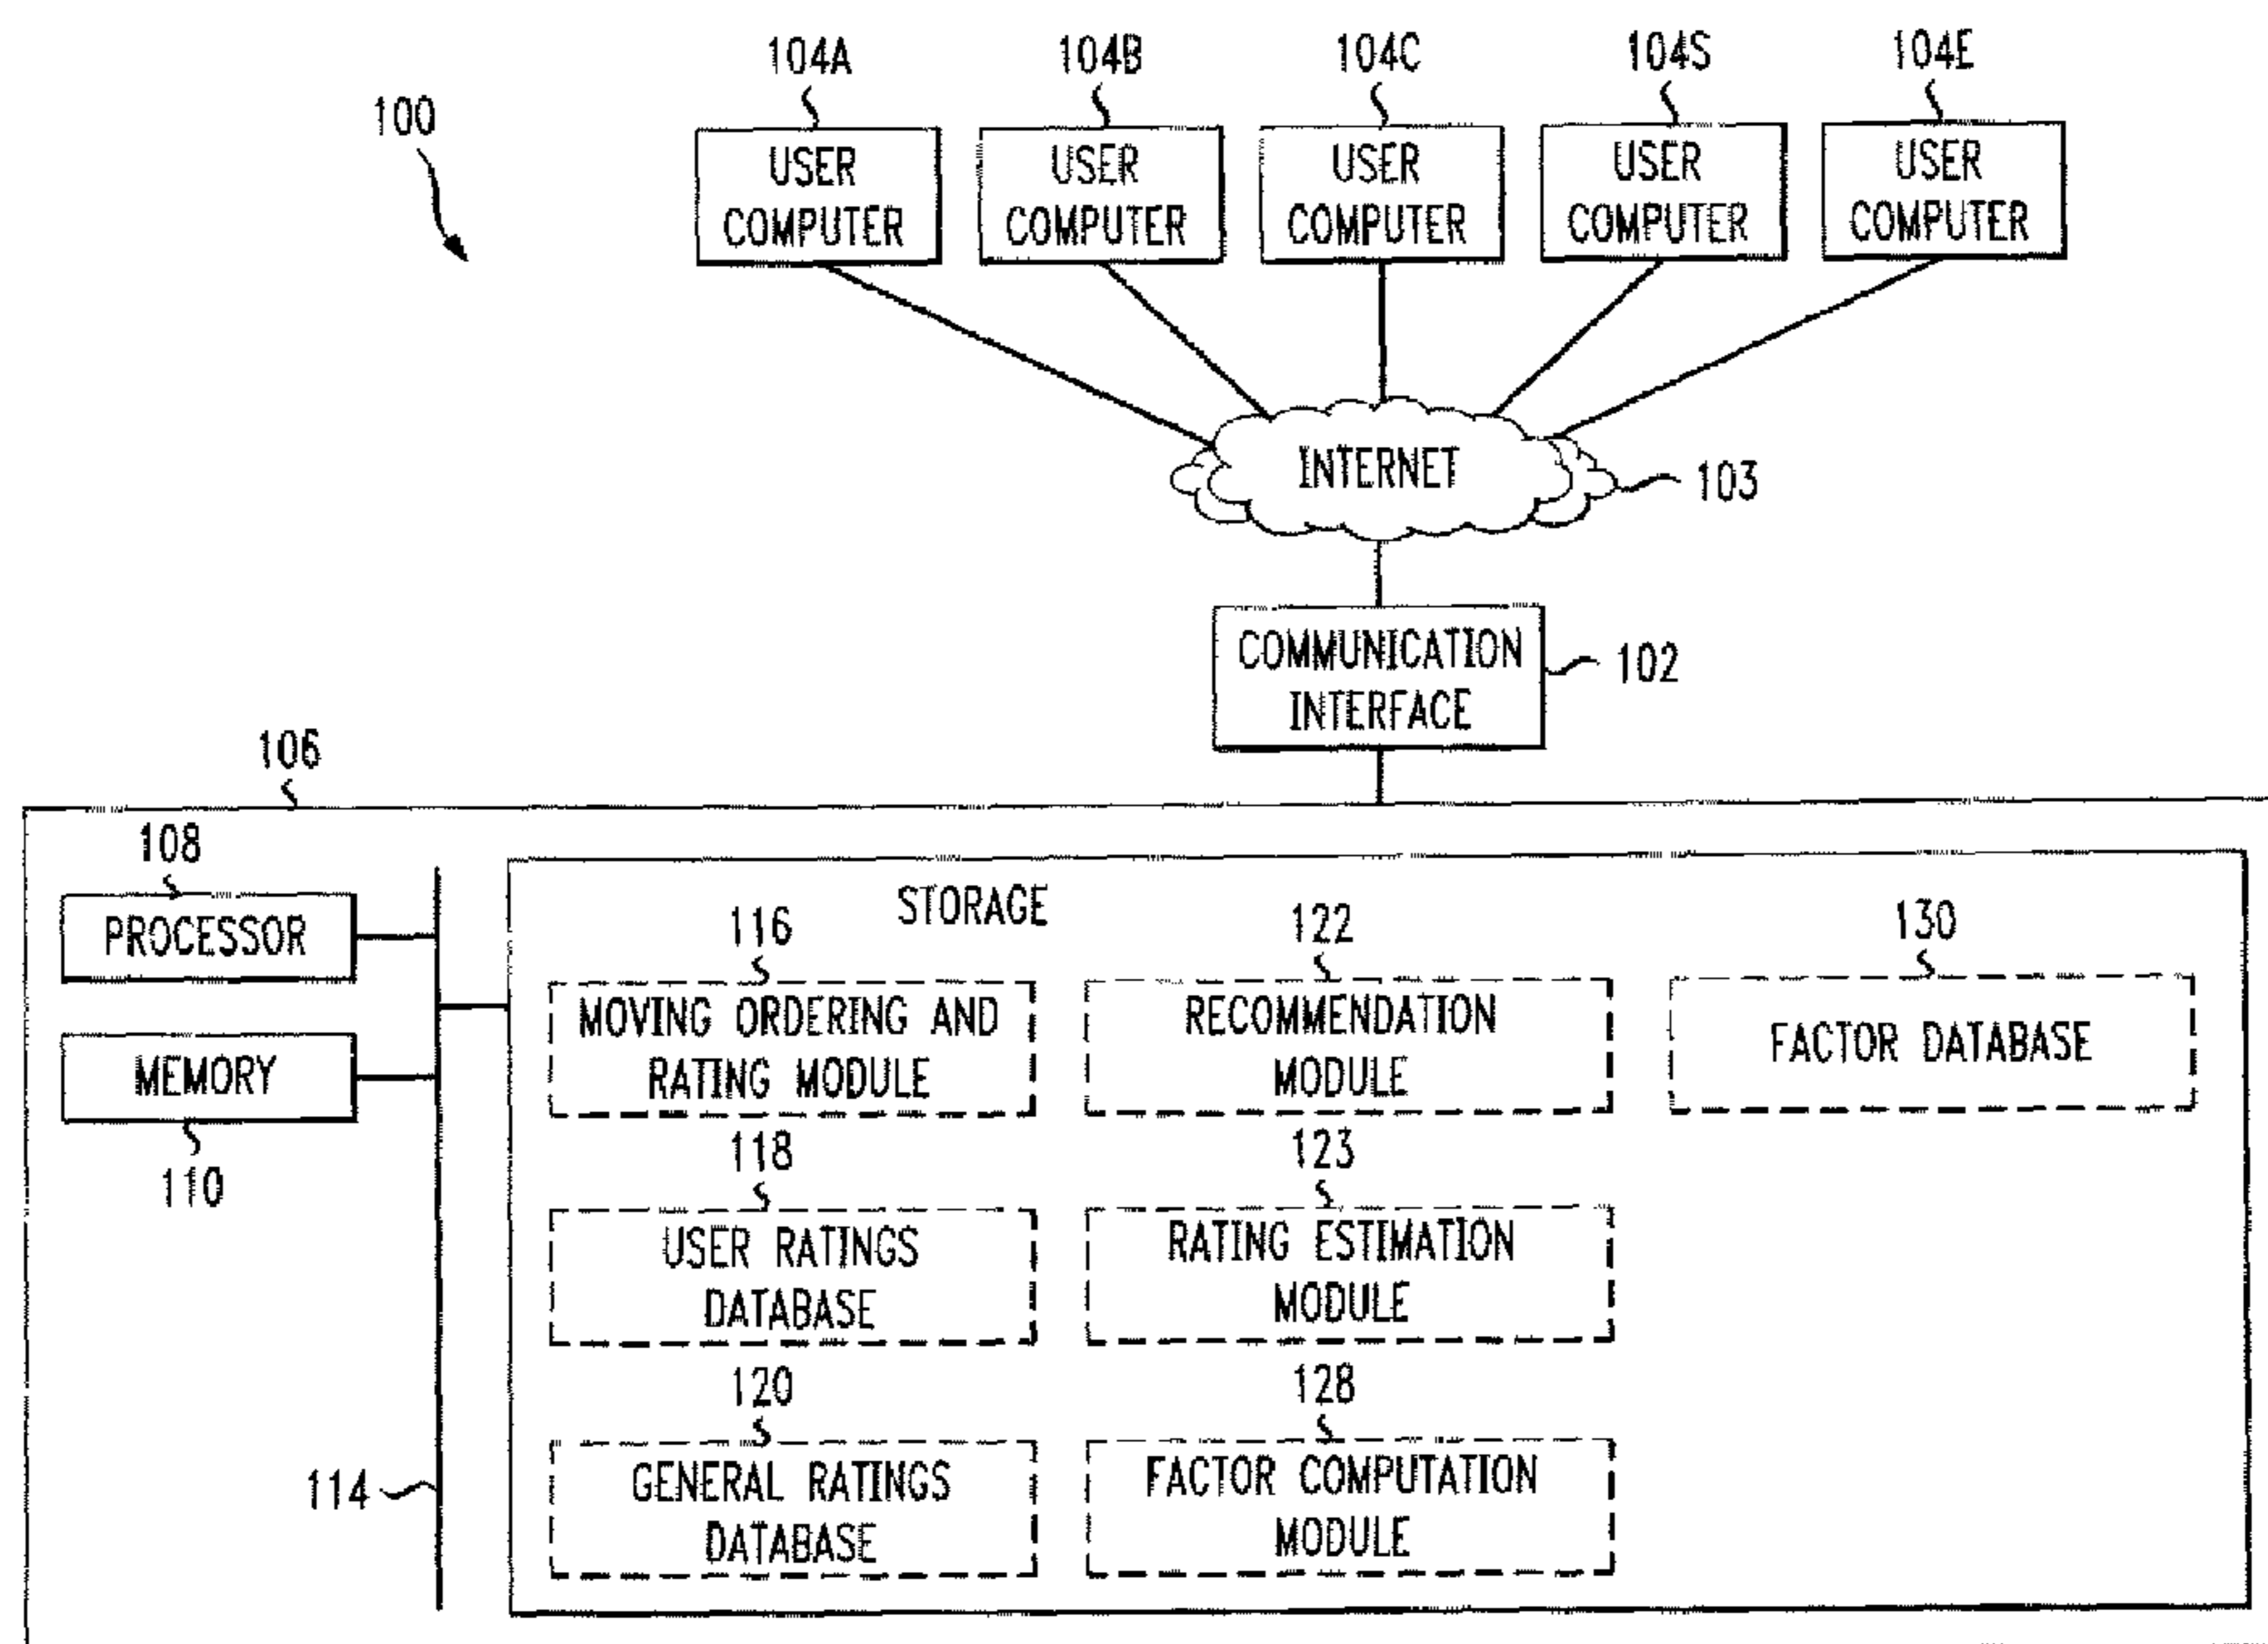 104A 104B 104C 104S 104E
100
USER COMPUTER
USER COMPUTER
USER COMPUTER
USER COMPUTER
USER COMPUTER
INTERNET
103
COMMUNICATION
INTERFACE
102
106
108
PROCESSOR
MEMORY
110
114
STORAGE
116
MOVING ORDERING AND
RATING MODULE
118
USER RATINGS
DATABASE
120
GENERAL RATINGS
DATABASE
122
RECOMMENDATION
MODULE
123
RATING ESTIMATION
MODULE
128
FACTOR COMPUTATION
MODULE
130
FACTOR DATABASE